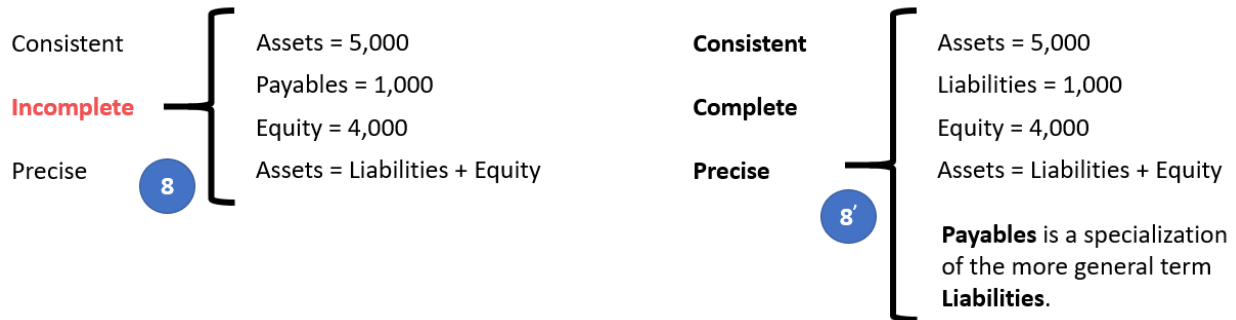 Consistent
Incomplete
Precise
8
Assets = 5,000
Payables = 1,000
Equity = 4,000
Assets = Liabilities + Equity
Consistent
Complete
Precise
8′
Assets = 5,000
Liabilities = 1,000
Equity = 4,000
Assets = Liabilities + Equity
Payables is a specialization
of the more general term
Liabilities.